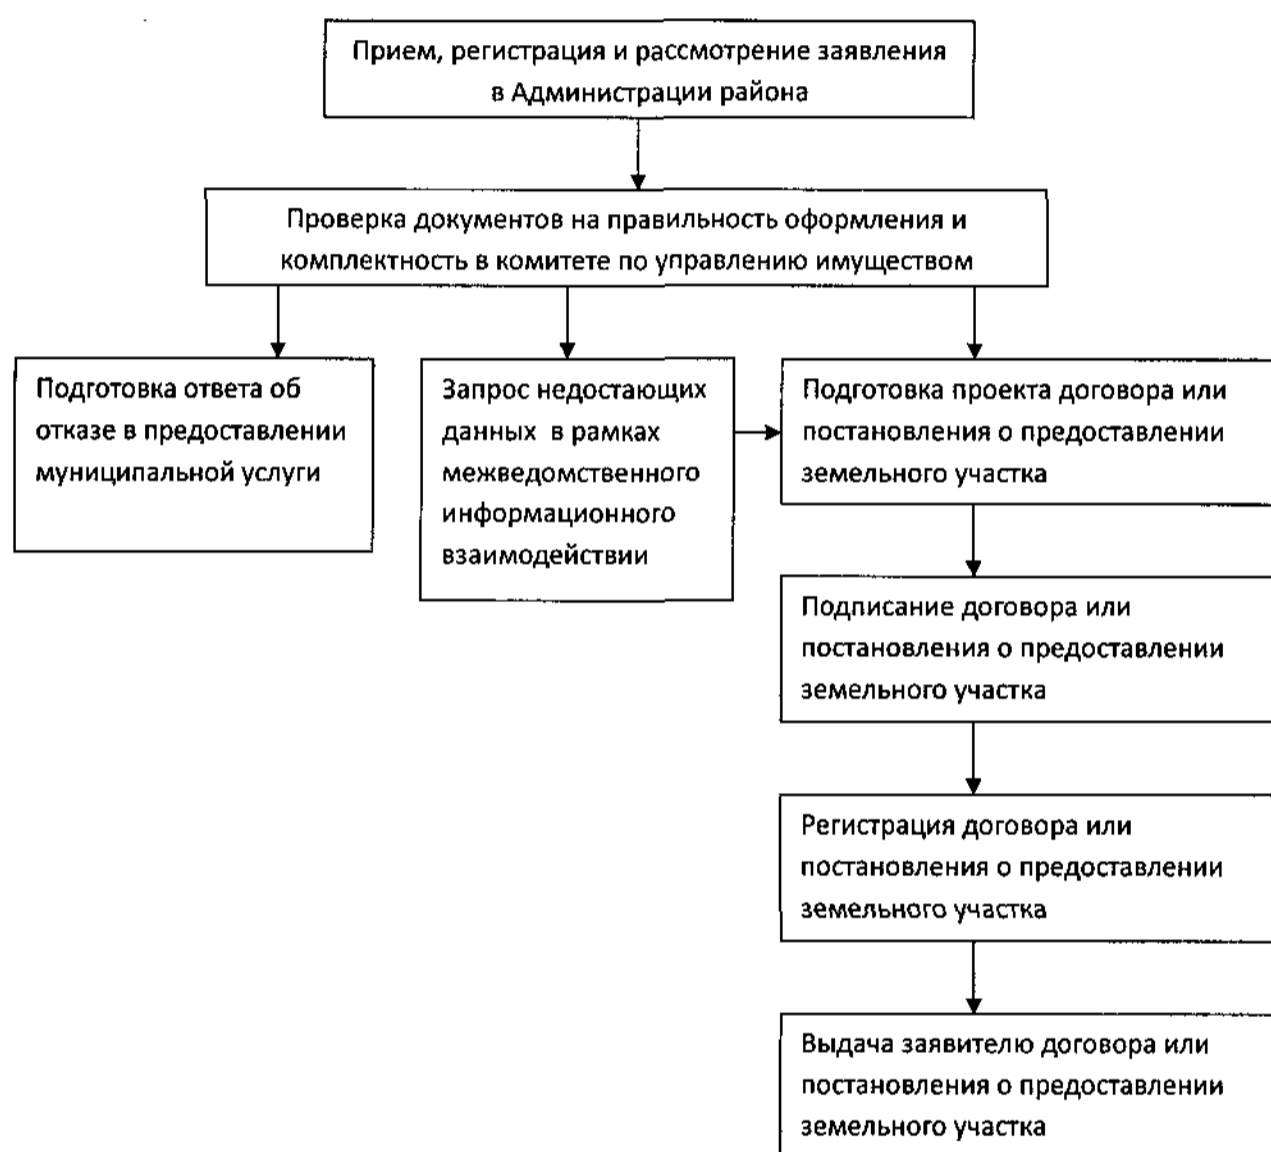 Прием, регистрация и рассмотрение заявления
в Администрации района
Проверка документов на правильность оформления и
комплектность в комитете по управлению имуществом
Подготовка ответа об
отказе в предоставлении
муниципальной услуги
Запрос недостающих
данных в рамках
межведомственного
информационного
взаимодействии
Подготовка проекта договора или
постановления о предоставлении
земельного участка
Подписание договора или
постановления о предоставлении
земельного участка
Регистрация договора или
постановления о предоставлении
земельного участка
Выдача заявителю договора или
постановления о предоставлении
земельного участка